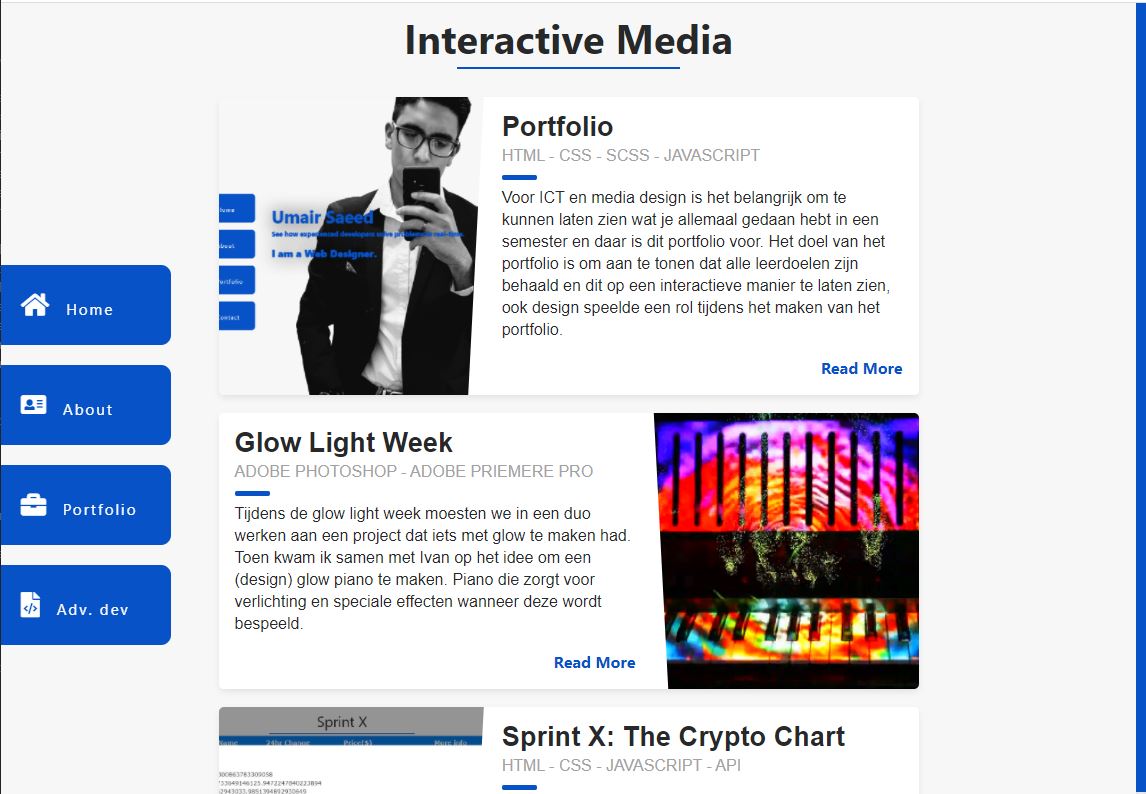 Interactive Media
Home
About
Portfolio
Adv. dev
Umair Saeed
See how experienced developers solve problems in real-time.
I am a Web Designer.
Home
About
Portfolio
Contact
Portfolio
HTML - CSS - SCSS - JAVASCRIPT
Voor ICT en media design is het belangrijk om te
kunnen laten zien wat je allemaal gedaan hebt in een
semester en daar is dit portfolio voor. Het doel van het
portfolio is om aan te tonen dat alle leerdoelen zijn
behaald en dit op een interactieve manier te laten zien,
ook design speelde een rol tijdens het maken van het
portfolio.
Read More
Glow Light Week
ADOBE PHOTOSHOP - ADOBE PRIEMERE PRO
Tijdens de glow light week moesten we in een duo
werken aan een project dat iets met glow te maken had.
Toen kwam ik samen met Ivan op het idee om een
(design) glow piano te maken. Piano die zorgt voor
verlichting en speciale effecten wanneer deze wordt
bespeeld.
Read More
Sprint X
Name 24hr Change Price($) More info
Sprint X: The Crypto Chart
HTML - CSS - JAVASCRIPT - API